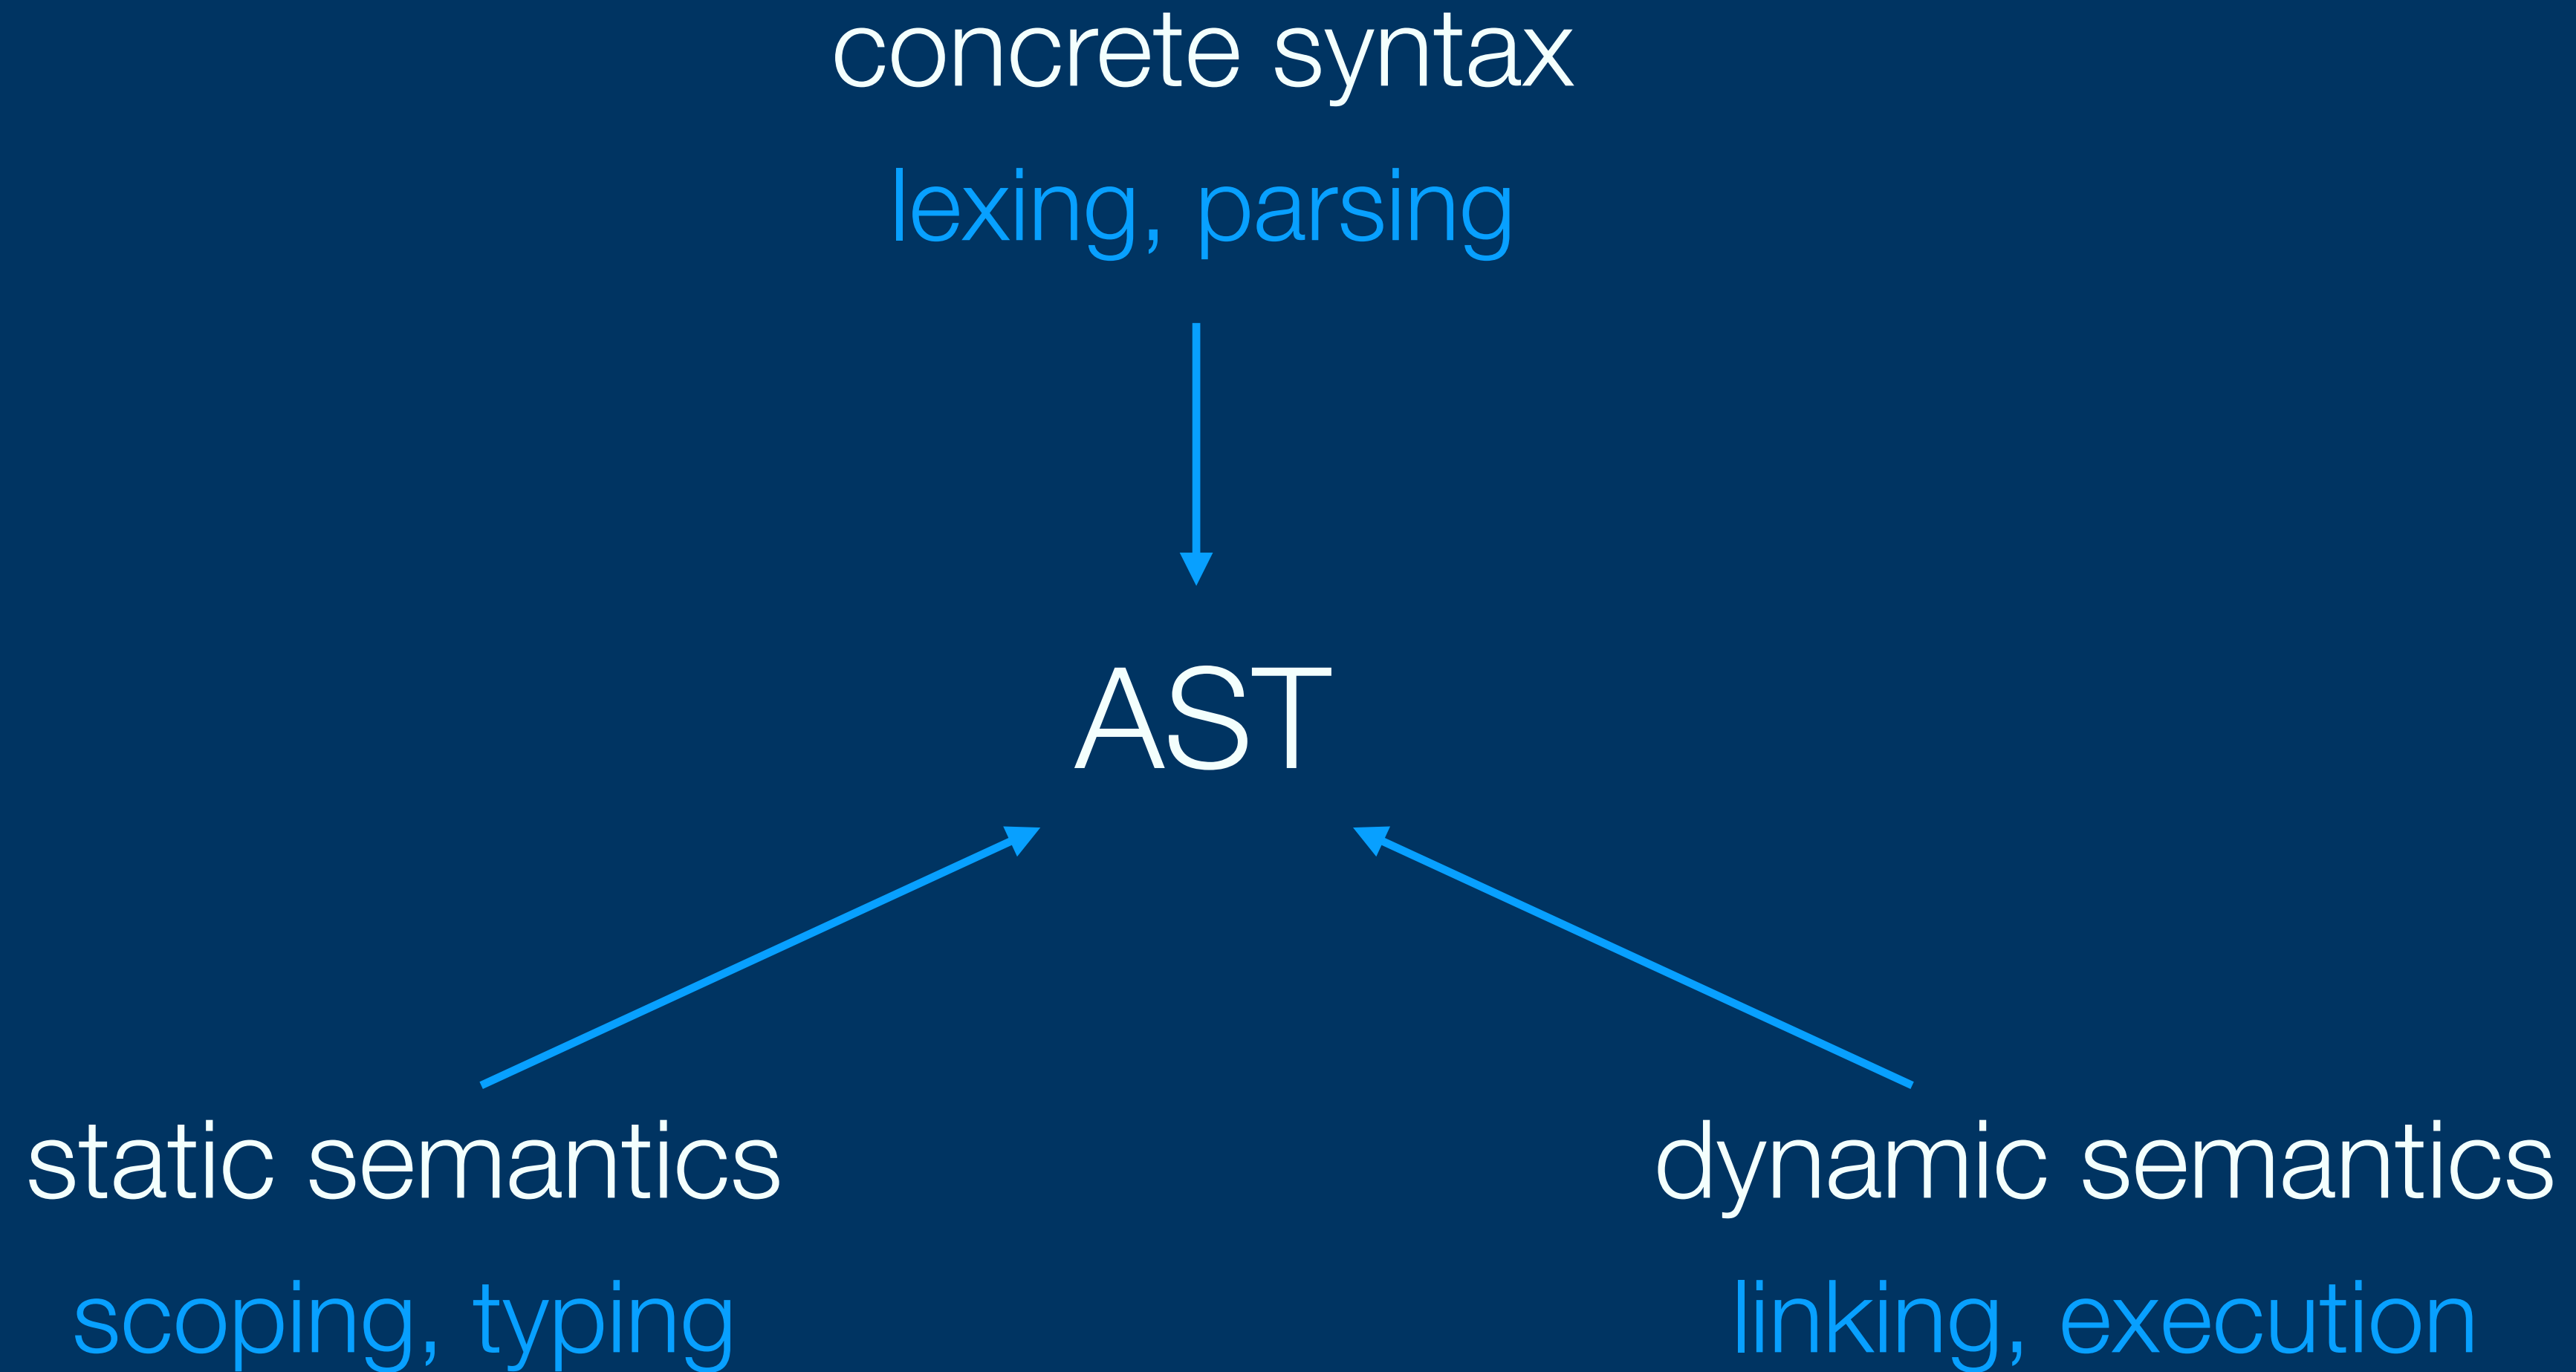 concrete syntax
lexing, parsing
AST
static semantics
scoping, typing
dynamic semantics
linking, execution